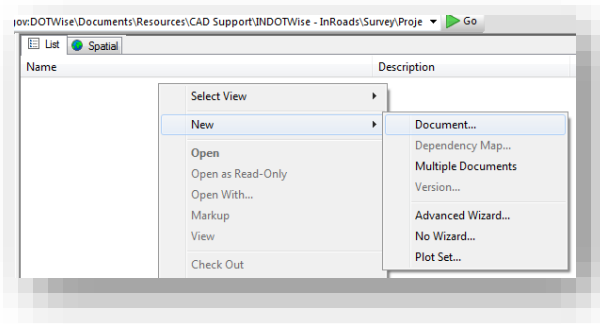 ov:DOTWise\Documents\Resources\CAD Support\INDOTWise - InRoads\Survey\Proje Go
List Spatial
Name Description
Select View
New
Open
Open as Read-Only
Open With...
Markup
View
Check Out
Document...
Dependency Map...
Multiple Documents
Version...
Advanced Wizard...
No Wizard...
Plot Set...